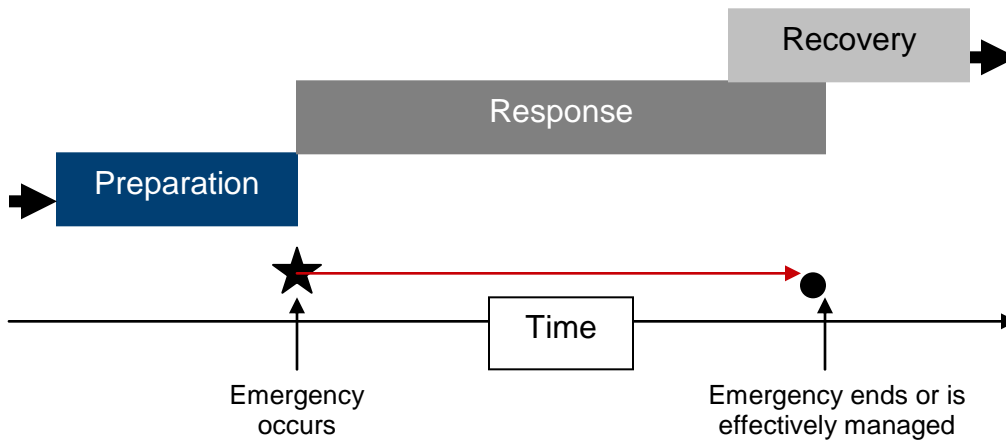 Recovery
Response
Preparation
Time
Emergency
occurs
Emergency ends or is
effectively managed